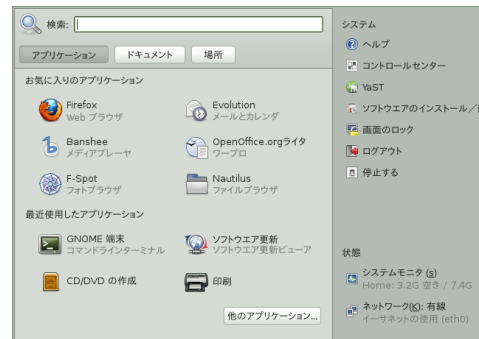 検索:
アプリケーション
ドキュメント
場所
お気に入りのアプリケーション
Firefox
Web ブラウザ
Evolution
メールとカレンダ
Banshee
メディアプレーヤ
OpenOffice.orgライタ
ワープロ
F-Spot
フォトブラウザ
Nautilus
ファイルブラウザ
最近使用したアプリケーション
GNOME 端末
コマンドラインターミナル
ソフトウエア更新
ソフトウエア更新ビューア
CD/DVD の作成
印刷
他のアプリケーション...
システム
ヘルプ
コントロールセンター
YaST
ソフトウエアのインストール／
画面のロック
ログアウト
停止する
状態
システムモニタ (s)
Home: 3.2G 空き / 7.4G
ネットワーク(K): 有線
イーサネットの使用 (eth0)